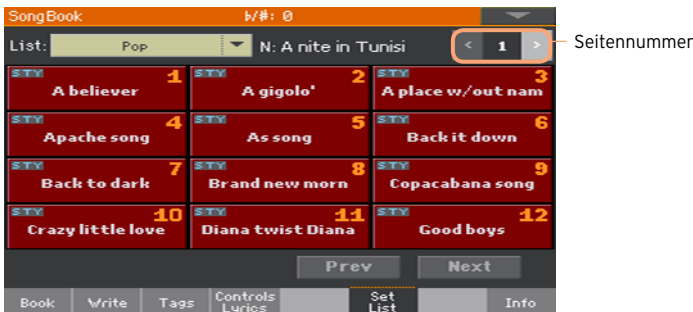 SongBook ♭/#: 0
List: Pop N: A nite in Tunisi < 1 > Seitennummer
STY 1 STY 2 STY 3
A believer A gigolo' A place w/out nam
STY 4 STY 5 STY 6
Apache song As song Back it down
STY 7 STY 8 STY 9
Back to dark Brand new morn Copacabana song
STY 10 STY 11 STY 12
Crazy little love Diana twist Diana Good boys
Prev Next
Book Write Tags Controls Lyrics Set List Info